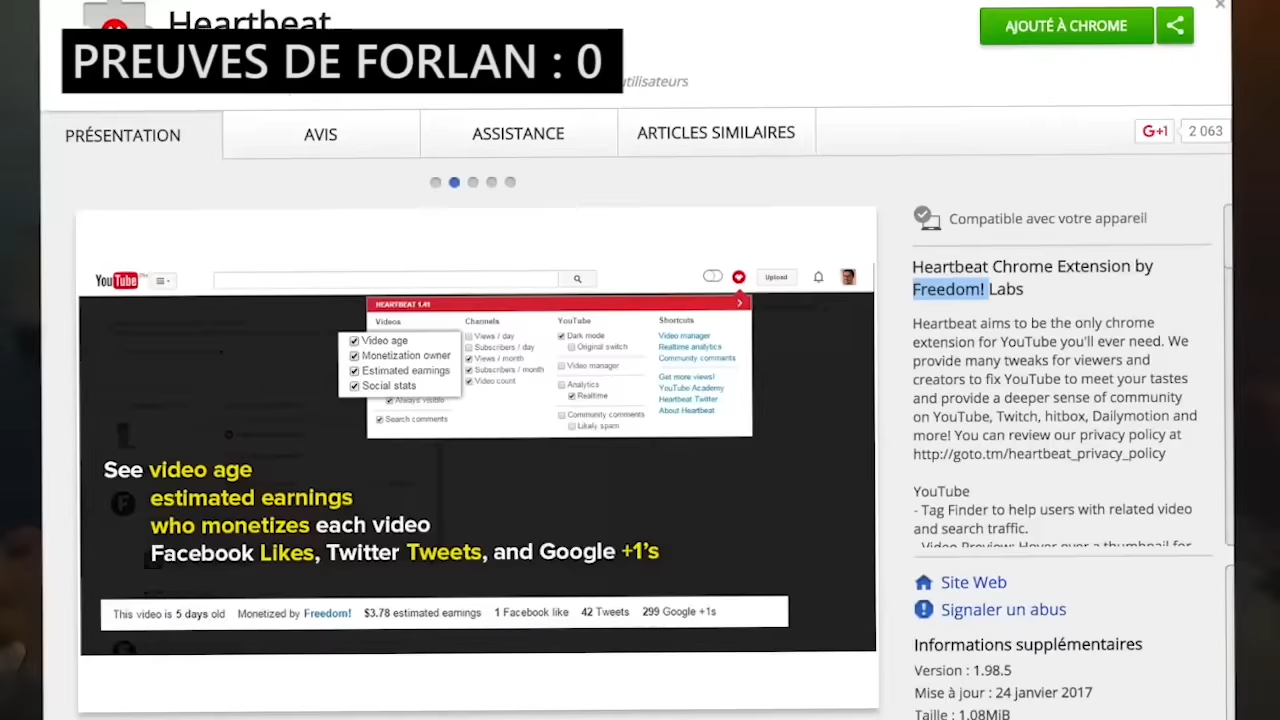 Heartbeat
PREUVES DE FORLAN : 0
utilisateurs
AJOUTÉ À CHROME
PRÉSENTATION
AVIS
ASSISTANCE
ARTICLES SIMILAIRES
G+1
2 063
Compatible avec votre appareil
Heartbeat Chrome Extension by
Freedom! Labs
Heartbeat aims to be the only chrome
extension for YouTube you'll ever need. We
provide many tweaks for viewers and
creators to fix YouTube to meet your tastes
and provide a deeper sense of community
on YouTube, Twitch, hitbox, Dailymotion and
more! You can review our privacy policy at
http://goto.tm/heartbeat_privacy_policy
YouTube
- Tag Finder to help users with related video
and search traffic.
- Video Preview: Hover over a thumbnail for
Site Web
Signaler un abus
Informations supplémentaires
Version : 1.98.5
Mise à jour : 24 janvier 2017
Taille : 1.08MiB
YouTube
Upload
HEARTBEAT 1.41
Videos
Video age
Monetization owner
Estimated earnings
Social stats
Always visible
Search comments
Channels
Views / day
Subscribers / day
Views / month
Subscribers / month
Video count
YouTube
Dark mode
Original switch
Video manager
Analytics
Realtime
Community comments
Likely spam
Shortcuts
Video manager
Realtime analytics
Community comments
Get more views!
YouTube Academy
Heartbeat Twitter
About Heartbeat
See video age
estimated earnings
who monetizes each video
Facebook Likes, Twitter Tweets, and Google +1's
This video is 5 days old Monetized by Freedom! $3.78 estimated earnings 1 Facebook like 42 Tweets 299 Google +1s